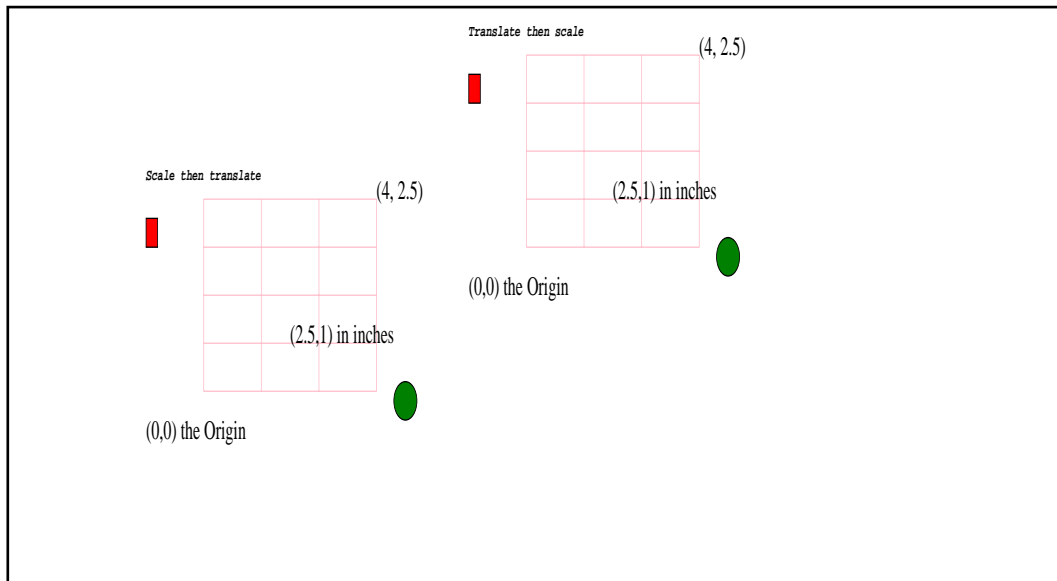 Translate then scale
(4, 2.5)
(2.5,1) in inches
(0,0) the Origin
Scale then translate
(4, 2.5)
(2.5,1) in inches
(0,0) the Origin